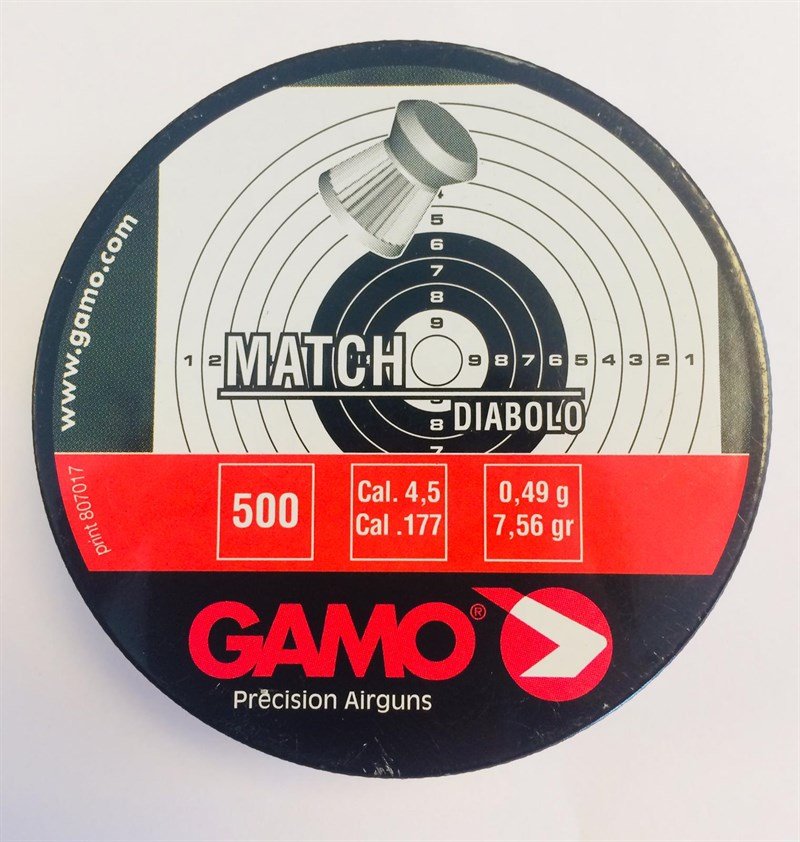 www.gamo.com
4
5
6
7
8
9
1 2 MATCH 9 8 7 6 5 4 3 2 1
DIABOLO
8
7
print 807017
500
Cal. 4,5
Cal .177
0,49 g
7,56 gr
GAMO®
Precision Airguns